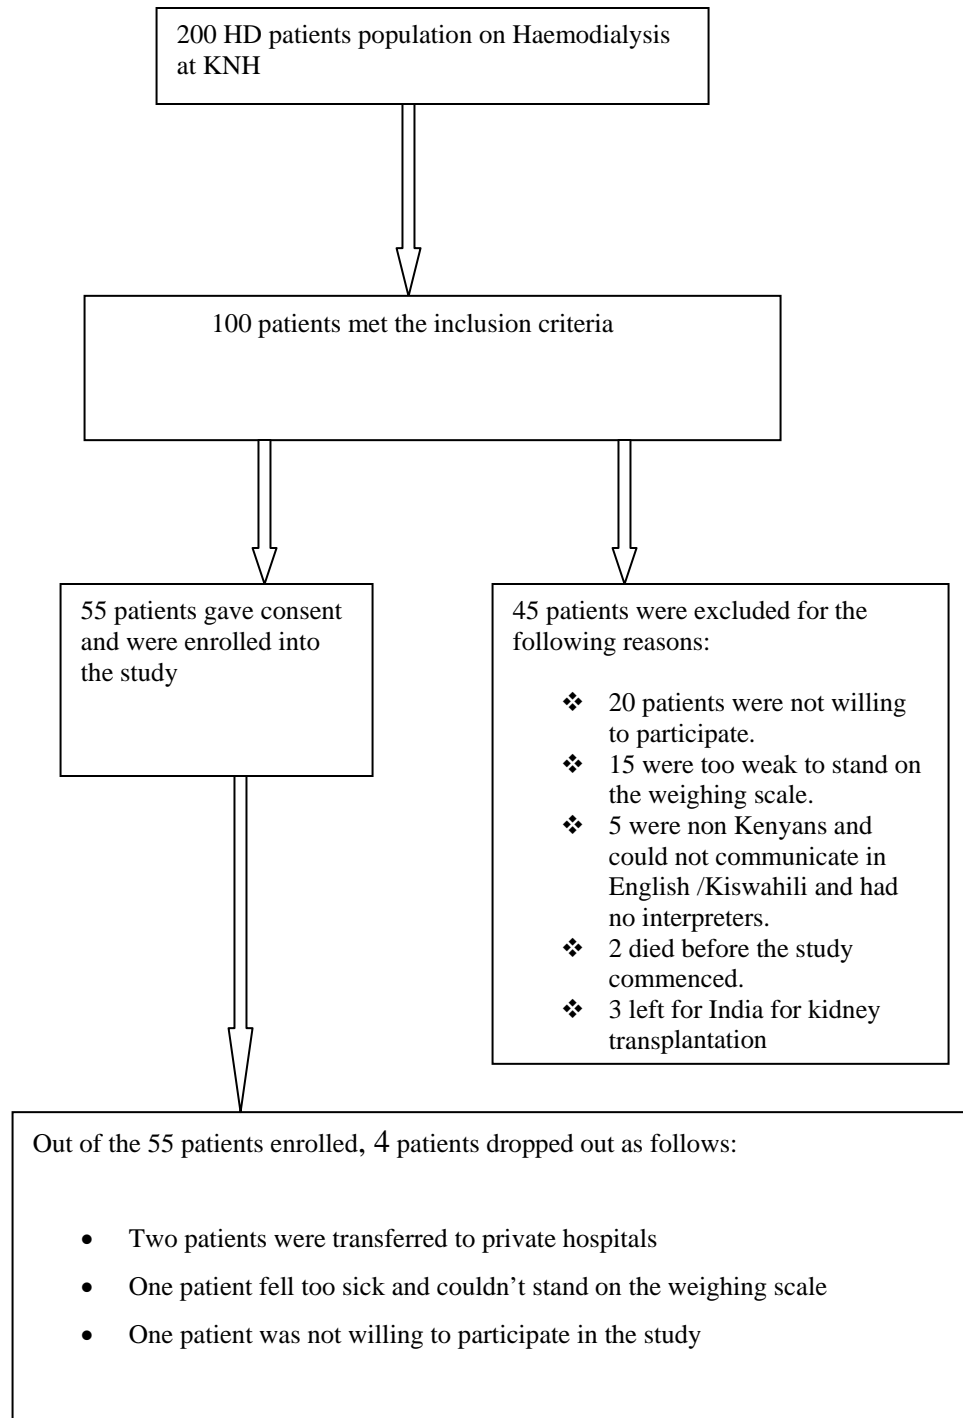 200 HD patients population on Haemodialysis
at KNH
100 patients met the inclusion criteria
55 patients gave consent
and were enrolled into
the study
45 patients were excluded for the
following reasons:
❖ 20 patients were not willing
to participate.
❖ 15 were too weak to stand on
the weighing scale.
❖ 5 were non Kenyans and
could not communicate in
English /Kiswahili and had
no interpreters.
❖ 2 died before the study
commenced.
❖ 3 left for India for kidney
transplantation
Out of the 55 patients enrolled, 4 patients dropped out as follows:
• Two patients were transferred to private hospitals
• One patient fell too sick and couldn’t stand on the weighing scale
• One patient was not willing to participate in the study